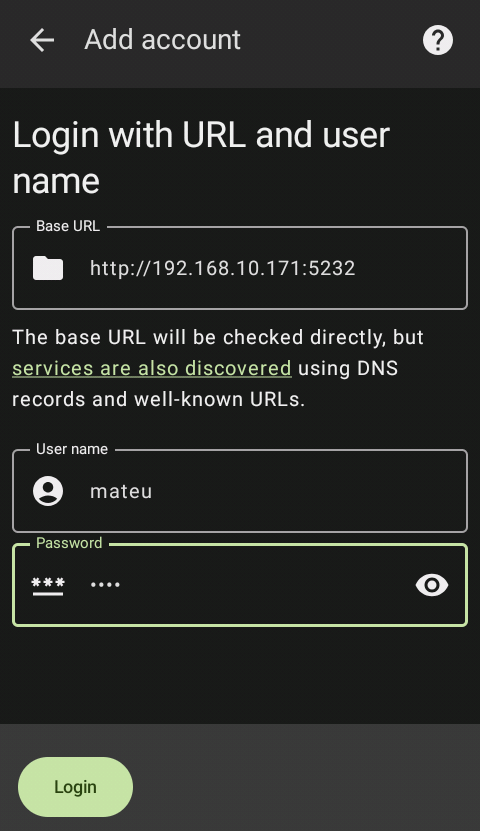 Add account
Login with URL and user
name
Base URL
http://192.168.10.171:5232
The base URL will be checked directly, but
services are also discovered using DNS
records and well-known URLs.
User name
mateu
Password
***
••••
Login